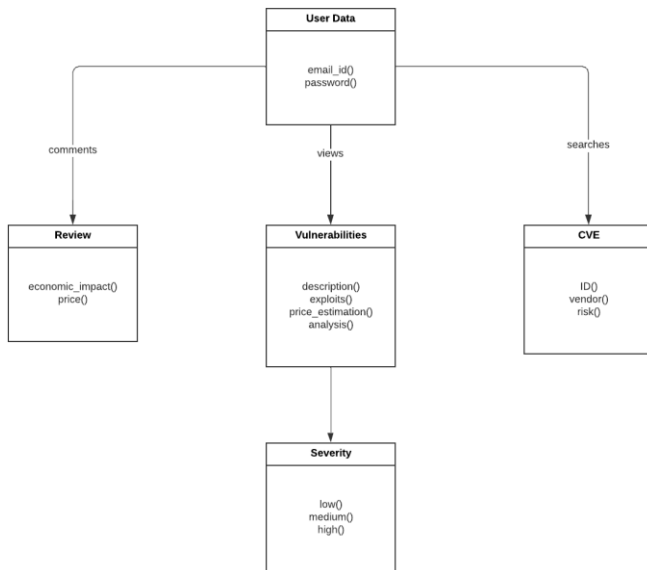 User Data
email_id()
password()
comments
views
searches
Review
economic_impact()
price()
Vulnerabilities
description()
exploits()
price_estimation()
analysis()
CVE
ID()
vendor()
risk()
Severity
low()
medium()
high()